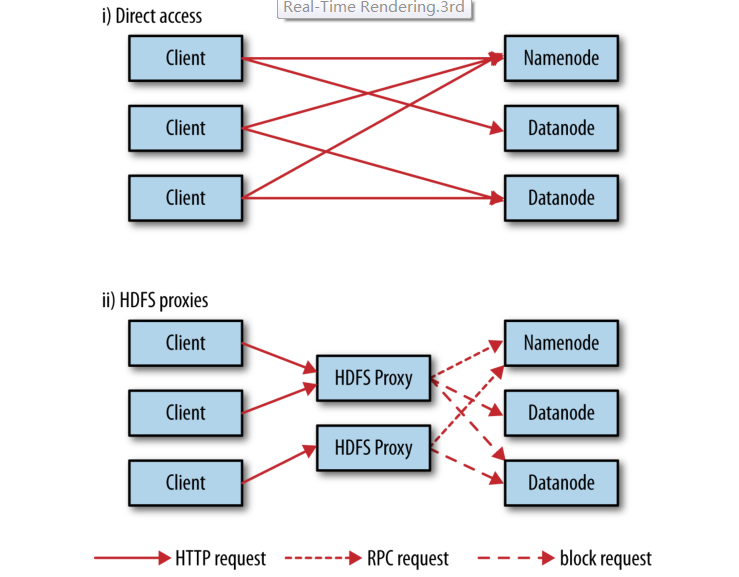 Real-Time Rendering.3rd
i) Direct access
Client
Namenode
Client
Datanode
Client
Datanode
ii) HDFS proxies
Client
Namenode
HDFS Proxy
Client
Datanode
HDFS Proxy
Client
Datanode
HTTP request
RPC request
block request